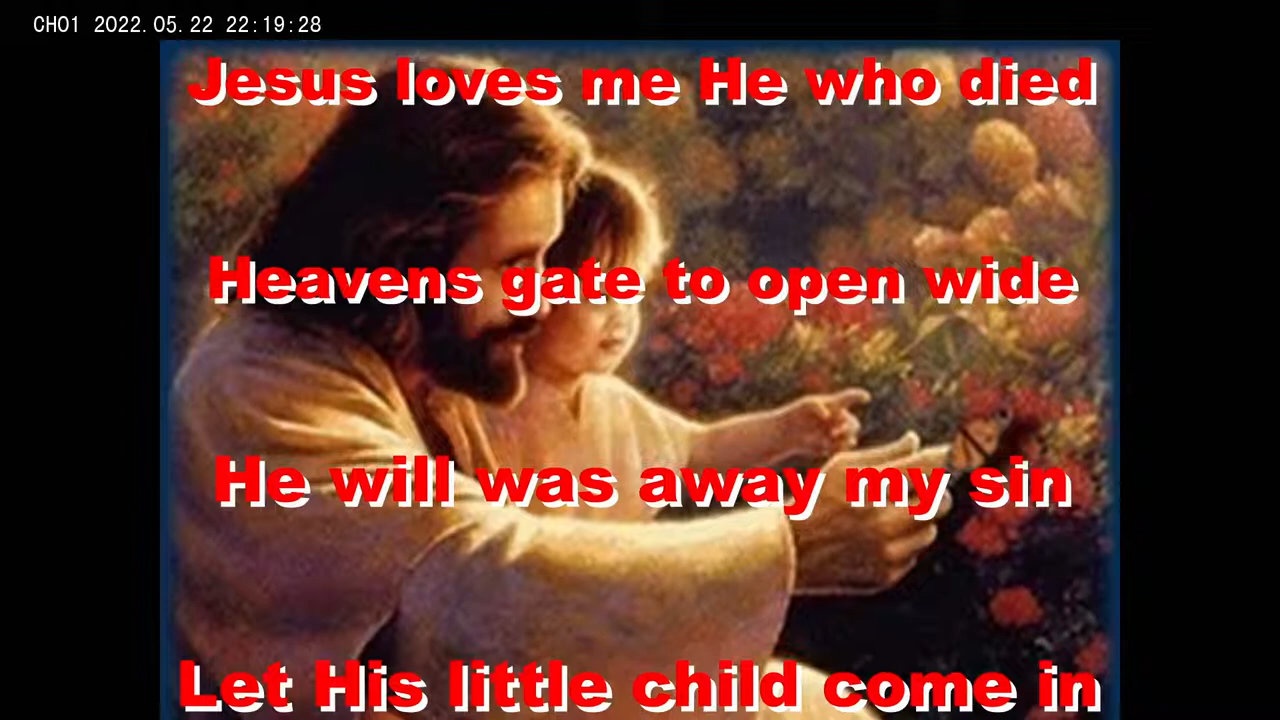 CH01 2022.05.22 22:19:28
Jesus loves me He who died
Heavens gate to open wide
He will was away my sin
Let His little child come in